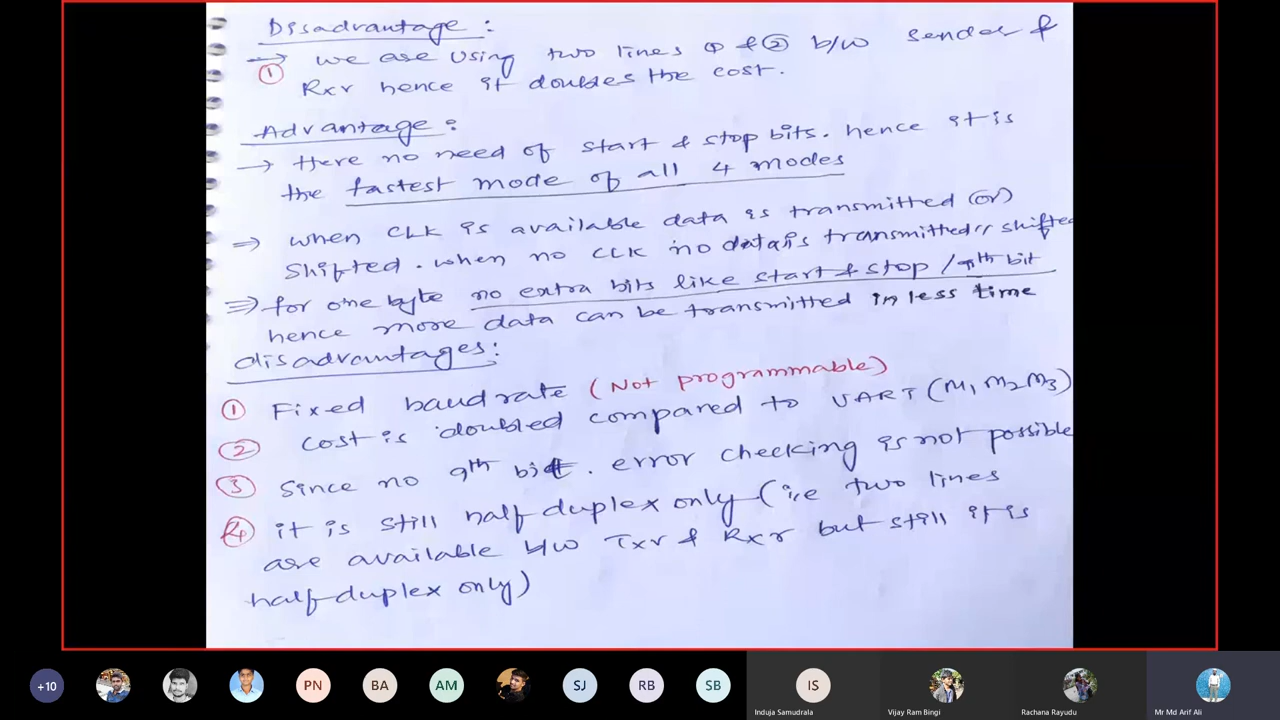 Disadvantage :
→ we are using two lines ① & ② b/w sender &
① Rxr hence it doubles the cost.
Advantage :
→ there no need of start & stop bits. hence it is
the fastest mode of all 4 modes
⇒ when CLK is available data is transmitted (or)
shifted. when no CLK no data is transmitted // shifted
⇒ for one byte no extra bits like start & stop / 9th bit
hence more data can be transmitted in less time
disadvantages:
① Fixed baudrate (Not programmable)
② cost is doubled compared to UART (M1 M2 M3)
③ since no 9th bit. error checking is not possible
④ it is still half duplex only (i.e two lines
are available b/w Txr & Rxr but still it is
half duplex only)
+10 PN BA AM SJ RB SB IS
Induja Samudrala Vijay Ram Bingi Rachana Rayudu Mr Md Arif Ali